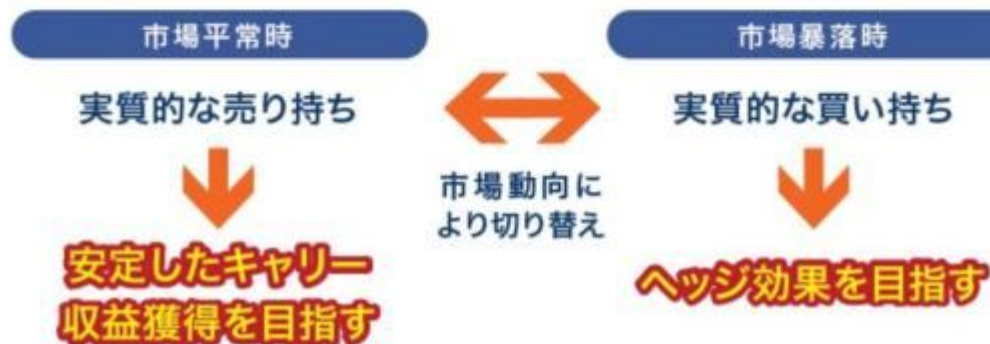 市場平常時
実質的な売り持ち
安定したキャリー
収益獲得を目指す
市場動向に
より切り替え
市場暴落時
実質的な買い持ち
ヘッジ効果を目指す